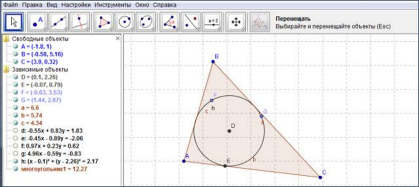 Файл Правка Вид Настройки Инструменты Окно Справка
Перемещать
Выбирайте и перемещайте объекты (Esc)
Свободные объекты
A = (-1.8, 1)
B = (-0.58, 5.16)
C = (3.9, 0.32)
Зависимые объекты
D = (0.1, 2.26)
E = (-0.07, 0.79)
F = (-0.63, 3.53)
G = (1.44, 2.87)
a = 6.6
b = 5.74
c = 4.34
d: -0.55x + 0.83y = 1.83
e: -0.45x - 0.89y = -2.06
f: 0.97x + 0.23y = 0.62
g: 4.96x - 0.59y = -0.83
h: (x - 0.1)² + (y - 2.26)² = 2.17
многоугольник1 = 12.27
B
F
h
c
G
a
D
A
E
b
C